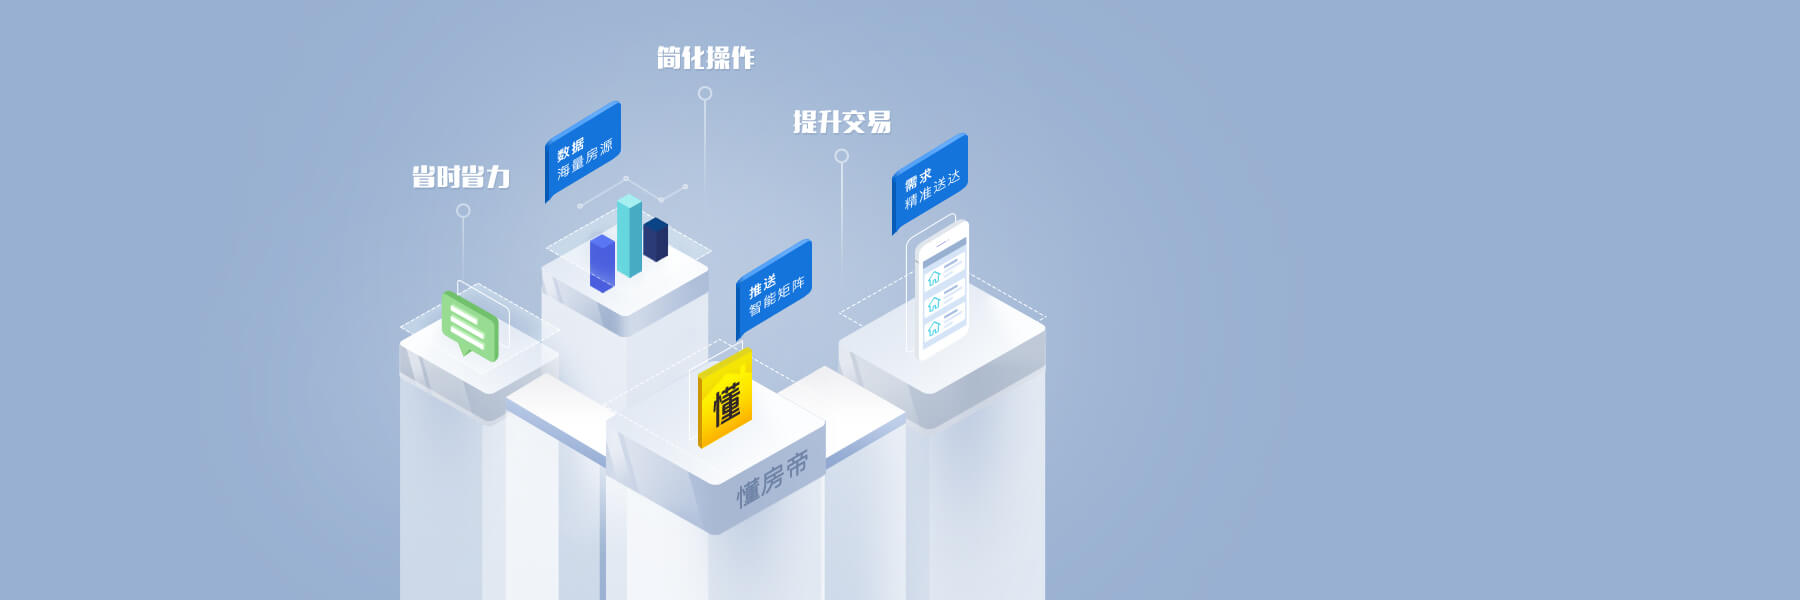 简化操作
提升交易
省时省力
数据
海量房源
需求
精准送达
推送
智能矩阵
懂
懂房帝